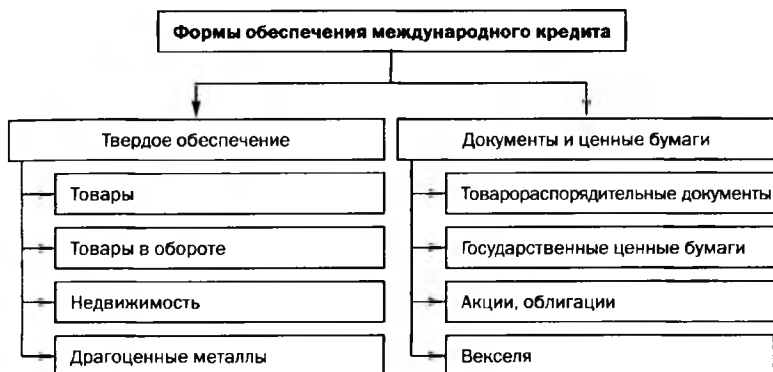 Формы обеспечения международного кредита
Твердое обеспечение
Товары
Товары в обороте
Недвижимость
Драгоценные металлы
Документы и ценные бумаги
Товарораспорядительные документы
Государственные ценные бумаги
Акции, облигации
Векселя